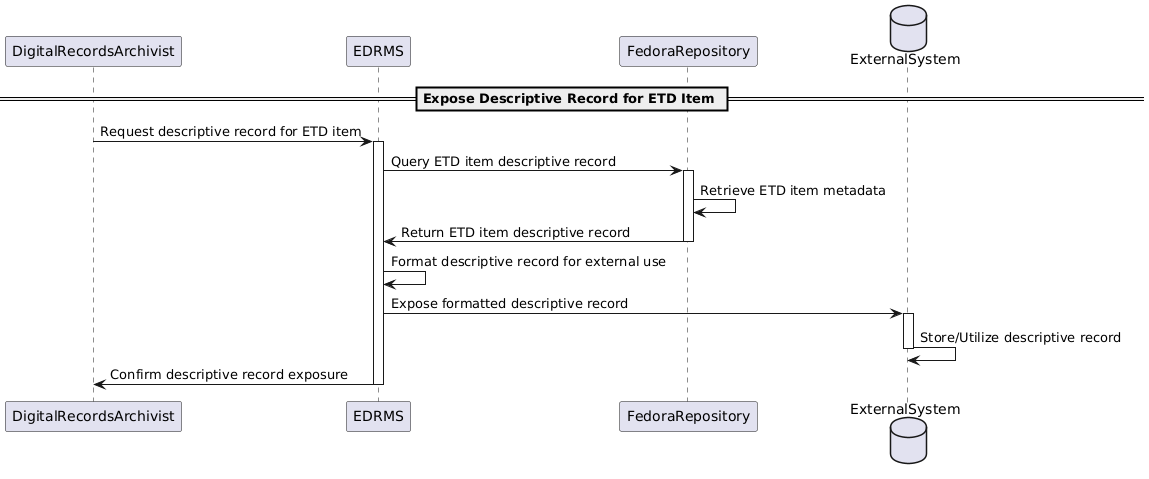 DigitalRecordsArchivist
EDRMS
FedoraRepository
ExternalSystem
Expose Descriptive Record for ETD Item
Request descriptive record for ETD item
Query ETD item descriptive record
Retrieve ETD item metadata
Return ETD item descriptive record
Format descriptive record for external use
Expose formatted descriptive record
Store/Utilize descriptive record
Confirm descriptive record exposure
DigitalRecordsArchivist
EDRMS
FedoraRepository
ExternalSystem